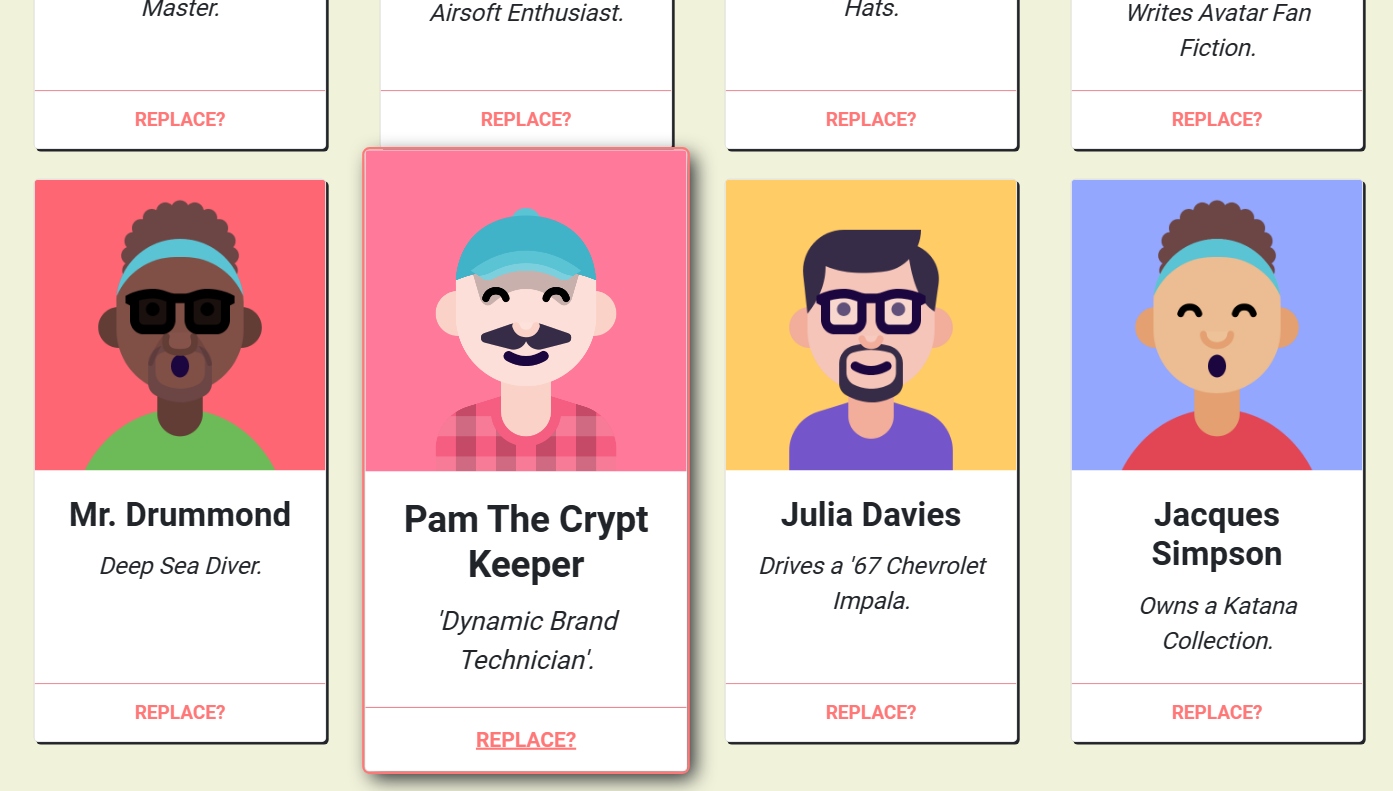 Master.
Airsoft Enthusiast.
Hats.
Writes Avatar Fan
Fiction.
REPLACE?
REPLACE?
REPLACE?
REPLACE?
Mr. Drummond
Deep Sea Diver.
REPLACE?
Pam The Crypt
Keeper
'Dynamic Brand
Technician'.
REPLACE?
Julia Davies
Drives a '67 Chevrolet
Impala.
REPLACE?
Jacques
Simpson
Owns a Katana
Collection.
REPLACE?